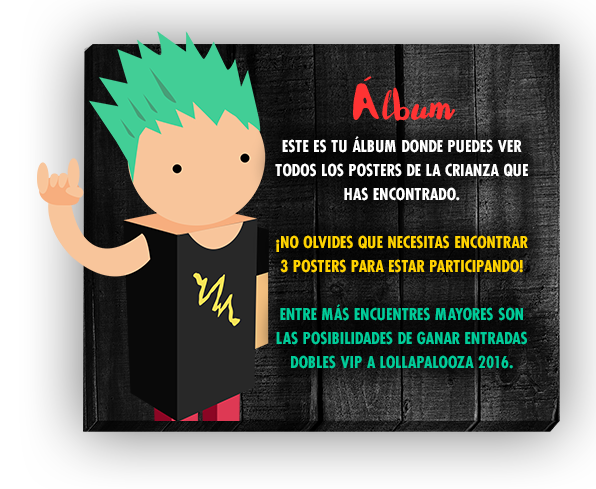 Álbum
ESTE ES TU ÁLBUM DONDE PUEDES VER
TODOS LOS POSTERS DE LA CRIANZA QUE
HAS ENCONTRADO.
¡NO OLVIDES QUE NECESITAS ENCONTRAR
3 POSTERS PARA ESTAR PARTICIPANDO!
ENTRE MÁS ENCUENTRES MAYORES SON
LAS POSIBILIDADES DE GANAR ENTRADAS
DOBLES VIP A LOLLAPALOOZA 2016.